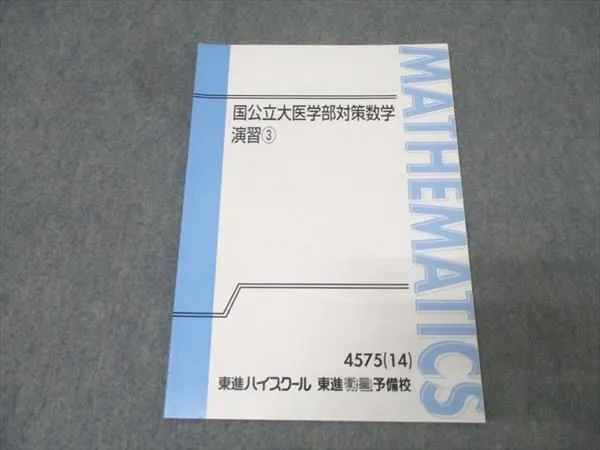 国公立大医学部対策数学
演習③
MATHEMATICS
4575(14)
東進ハイスクール 東進衛星予備校